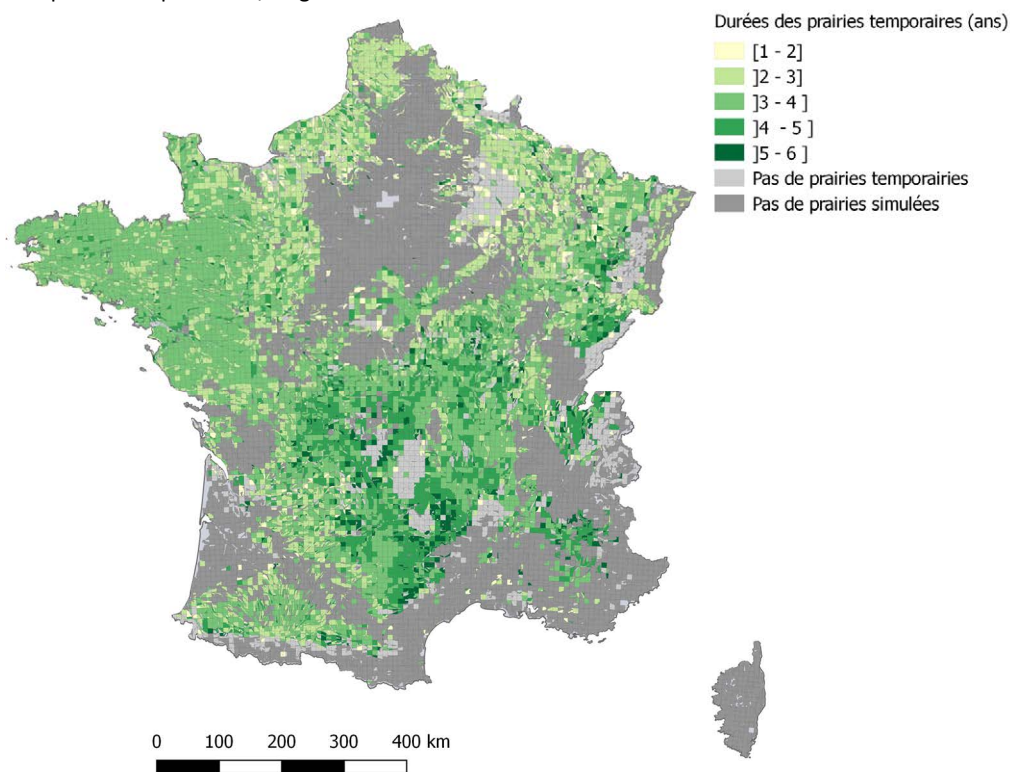 Durées des prairies temporaires (ans)
[1 - 2]
]2 - 3]
]3 - 4 ]
]4 - 5 ]
]5 - 6 ]
Pas de prairies temporairies
Pas de prairies simulées
0 100 200 300 400 km